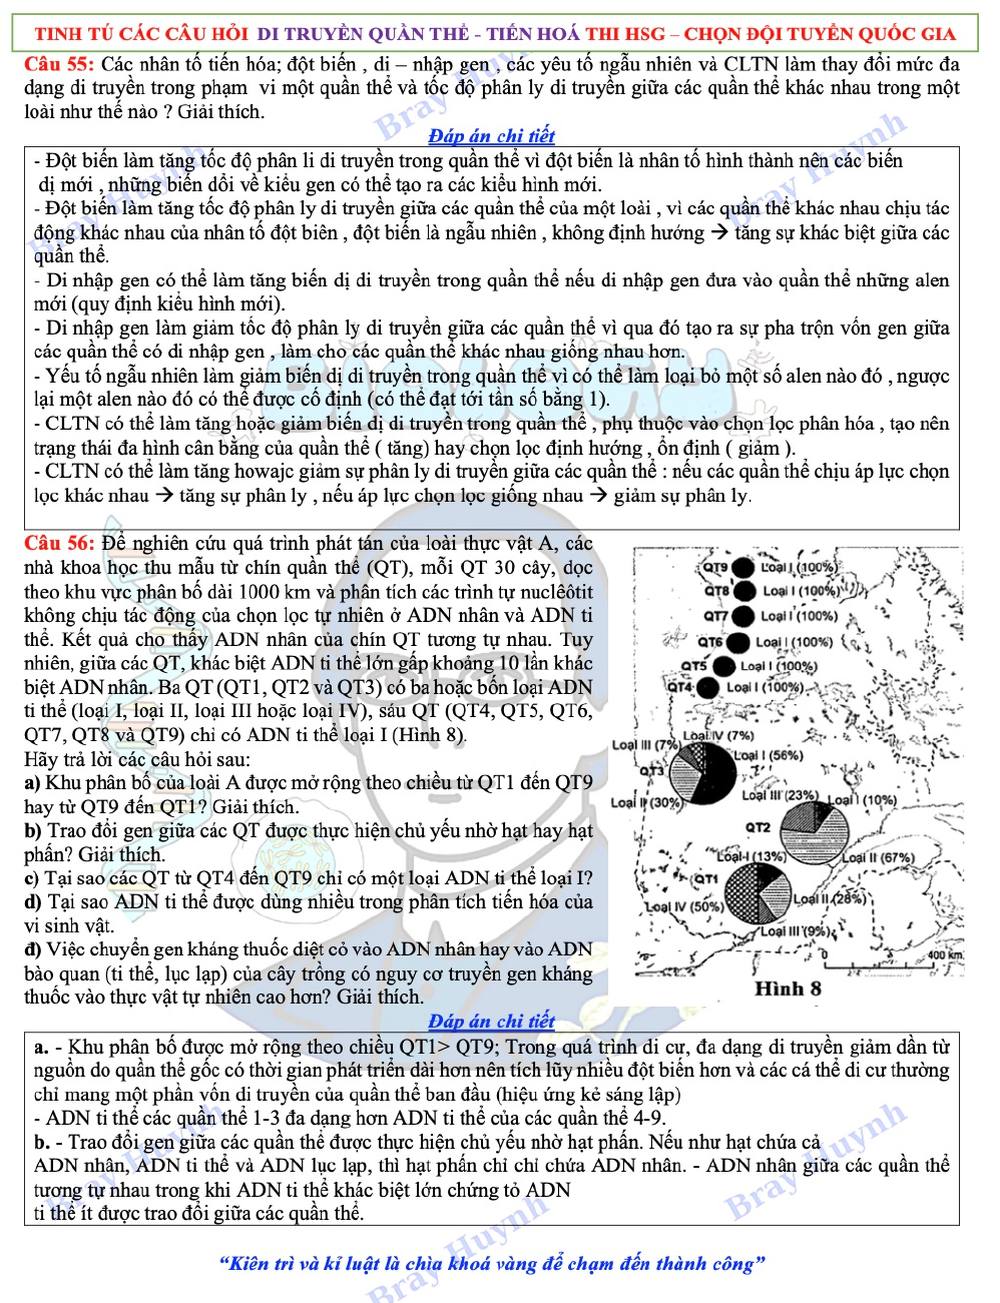 TINH TÚ CÁC CÂU HỎI DI TRUYỀN QUẦN THỂ - TIẾN HOÁ THI HSG – CHỌN ĐỘI TUYỂN QUỐC GIA
Câu 55: Các nhân tố tiến hóa; đột biến , di – nhập gen , các yêu tố ngẫu nhiên và CLTN làm thay đổi mức đa
dạng di truyền trong phạm vi một quần thể và tốc độ phân ly di truyền giữa các quần thể khác nhau trong một
loài như thế nào ? Giải thích.
Đáp án chi tiết
- Đột biến làm tăng tốc độ phân li di truyền trong quần thể vì đột biến là nhân tố hình thành nên các biến
dị mới , những biến dổi về kiểu gen có thể tạo ra các kiểu hình mới.
- Đột biến làm tăng tốc độ phân ly di truyền giữa các quần thể của một loài , vì các quần thể khác nhau chịu tác
động khác nhau của nhân tố đột biên , đột biến là ngẫu nhiên , không định hướng → tăng sự khác biệt giữa các
quần thể.
- Di nhập gen có thể làm tăng biến dị di truyền trong quần thể nếu di nhập gen đưa vào quần thể những alen
mới (quy định kiểu hình mới).
- Di nhập gen làm giảm tốc độ phân ly di truyền giữa các quần thể vì qua đó tạo ra sự pha trộn vốn gen giữa
các quần thể có di nhập gen , làm cho các quần thể khác nhau giống nhau hơn.
- Yếu tố ngẫu nhiên làm giảm biến dị di truyền trong quần thể vì có thể làm loại bỏ một số alen nào đó , ngược
lại một alen nào đó có thể được cố định (có thể đạt tới tần số bằng 1).
- CLTN có thể làm tăng hoặc giảm biến dị di truyền trong quần thể , phụ thuộc vào chọn lọc phân hóa , tạo nên
trạng thái đa hình cân bằng của quần thể ( tăng) hay chọn lọc định hướng , ổn định ( giảm ).
- CLTN có thể làm tăng howajc giảm sự phân ly di truyền giữa các quần thể : nếu các quần thể chịu áp lực chọn
lọc khác nhau → tăng sự phân ly , nếu áp lực chọn lọc giống nhau → giảm sự phân ly.
Câu 56: Để nghiên cứu quá trình phát tán của loài thực vật A, các
nhà khoa học thu mẫu từ chín quần thể (QT), mỗi QT 30 cây, dọc
theo khu vực phân bố dài 1000 km và phân tích các trình tự nuclêôtit
không chịu tác động của chọn lọc tự nhiên ở ADN nhân và ADN ti
thể. Kết quả cho thấy ADN nhân của chín QT tương tự nhau. Tuy
nhiên, giữa các QT, khác biệt ADN ti thể lớn gấp khoảng 10 lần khác
biệt ADN nhân. Ba QT (QT1, QT2 và QT3) có ba hoặc bốn loại ADN
ti thể (loại I, loại II, loại III hoặc loại IV), sáu QT (QT4, QT5, QT6,
QT7, QT8 và QT9) chỉ có ADN ti thể loại I (Hình 8).
Hãy trả lời các câu hỏi sau:
a) Khu phân bố của loài A được mở rộng theo chiều từ QT1 đến QT9
hay từ QT9 đến QT1? Giải thích.
b) Trao đổi gen giữa các QT được thực hiện chủ yếu nhờ hạt hay hạt
phấn? Giải thích.
c) Tại sao các QT từ QT4 đến QT9 chỉ có một loại ADN ti thể loại I?
d) Tại sao ADN ti thể được dùng nhiều trong phân tích tiến hóa của
vi sinh vật.
đ) Việc chuyển gen kháng thuốc diệt cỏ vào ADN nhân hay vào ADN
bào quan (ti thể, lục lạp) của cây trồng có nguy cơ truyền gen kháng
thuốc vào thực vật tự nhiên cao hơn? Giải thích.
QT9 Loại I (100%)
QT8 Loại I (100%)
QT7 Loại I (100%)
QT6 Loại I (100%)
QT5 Loại I (100%)
QT4 Loại I (100%)
Loại IV (7%)
Loại III (7%)
Loại I (56%)
QT3
Loại II (30%)
Loại III (23%)
Loại I (10%)
QT2
Loại II (67%)
Loại I (13%)
QT1
Loại II (28%)
Loại IV (50%)
Loại III (9%)
0 400 km
Hình 8
Đáp án chi tiết
a. - Khu phân bố được mở rộng theo chiều QT1> QT9; Trong quá trình di cư, đa dạng di truyền giảm dần từ
nguồn do quần thể gốc có thời gian phát triển dài hơn nên tích lũy nhiều đột biến hơn và các cá thể di cư thường
chỉ mang một phần vốn di truyền của quần thể ban đầu (hiệu ứng kẻ sáng lập)
- ADN ti thể các quần thể 1-3 đa dạng hơn ADN ti thể của các quần thể 4-9.
b. - Trao đổi gen giữa các quần thể được thực hiện chủ yếu nhờ hạt phấn. Nếu như hạt chứa cả
ADN nhân, ADN ti thể và ADN lục lạp, thì hạt phấn chỉ chỉ chứa ADN nhân. - ADN nhân giữa các quần thể
tương tự nhau trong khi ADN ti thể khác biệt lớn chứng tỏ ADN
ti thể ít được trao đổi giữa các quần thể.
“Kiên trì và kỉ luật là chìa khoá vàng để chạm đến thành công”
Bray Huynh
Bray Huynh
Bray Huynh
Biology
Bray Huynh
Bray Huynh
Bray Huynh